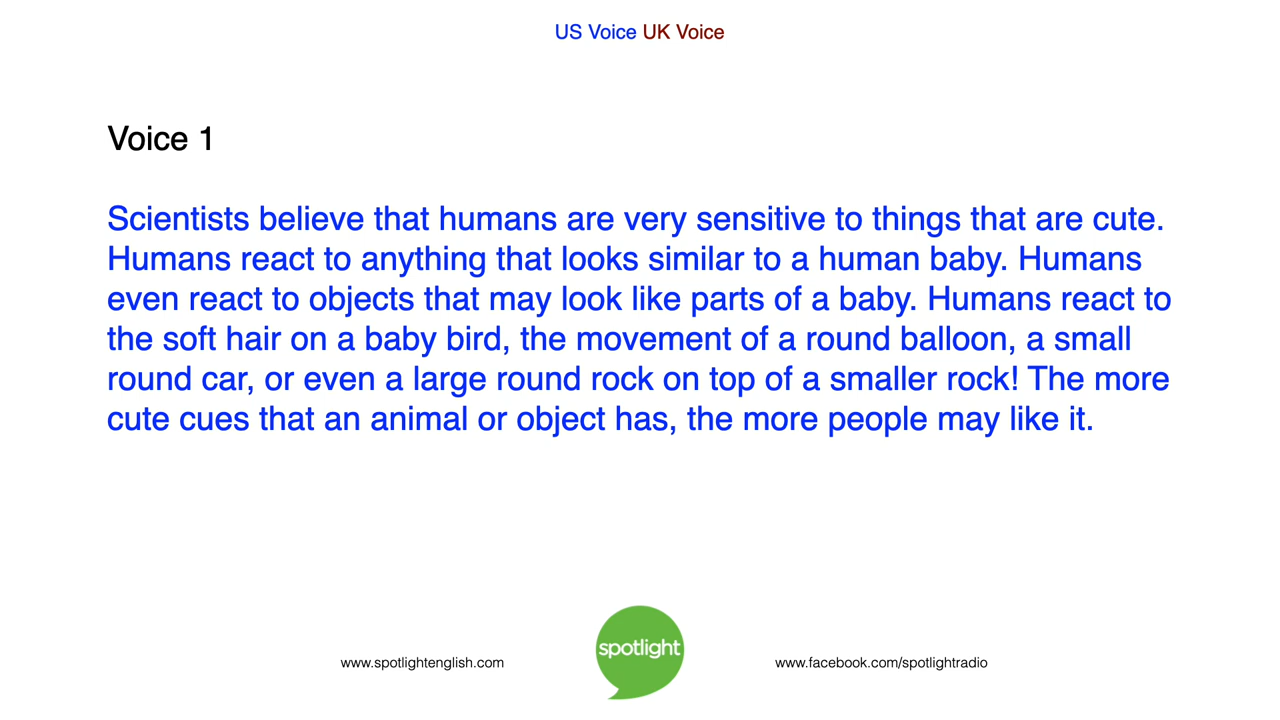 US Voice UK Voice
Voice 1
Scientists believe that humans are very sensitive to things that are cute.
Humans react to anything that looks similar to a human baby. Humans
even react to objects that may look like parts of a baby. Humans react to
the soft hair on a baby bird, the movement of a round balloon, a small
round car, or even a large round rock on top of a smaller rock! The more
cute cues that an animal or object has, the more people may like it.
www.spotlightenglish.com
spotlight
www.facebook.com/spotlightradio